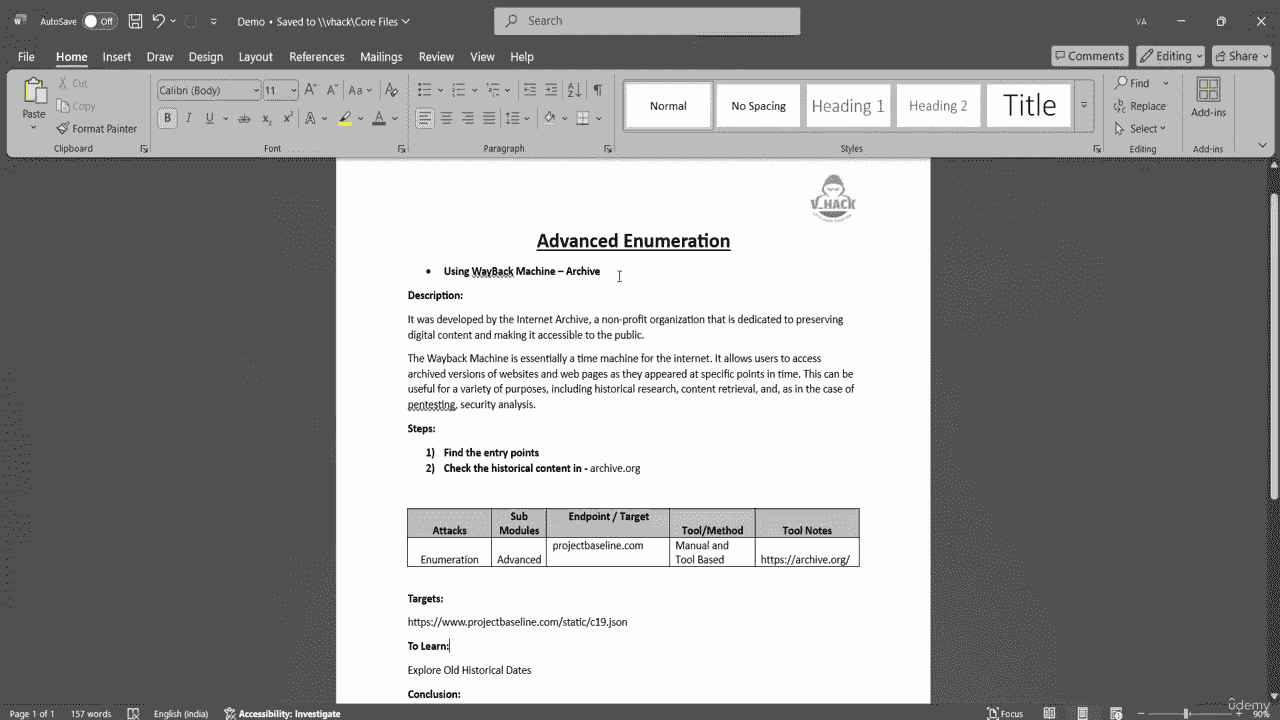 AutoSave Off Demo - Saved to \\vhack\Core Files Search VA
File Home Insert Draw Design Layout References Mailings Review View Help Comments Editing Share
Paste Cut Copy Format Painter Clipboard
Calibri (Body) 11 Font
Paragraph
Normal No Spacing Heading 1 Heading 2 Title Styles
Find Replace Select Editing
Add-ins Add-ins
V_HACK
Advanced Enumeration
• Using WayBack Machine – Archive
Description:
It was developed by the Internet Archive, a non-profit organization that is dedicated to preserving
digital content and making it accessible to the public.
The Wayback Machine is essentially a time machine for the internet. It allows users to access
archived versions of websites and web pages as they appeared at specific points in time. This can be
useful for a variety of purposes, including historical research, content retrieval, and, as in the case of
pentesting, security analysis.
Steps:
1) Find the entry points
2) Check the historical content in - archive.org
Attacks Sub Modules Endpoint / Target Tool/Method Tool Notes
Enumeration Advanced projectbaseline.com Manual and Tool Based https://archive.org/
Targets:
https://www.projectbaseline.com/static/c19.json
To Learn:
Explore Old Historical Dates
Conclusion:
Page 1 of 1 157 words English (India) Accessibility: Investigate Focus 90%
udemy